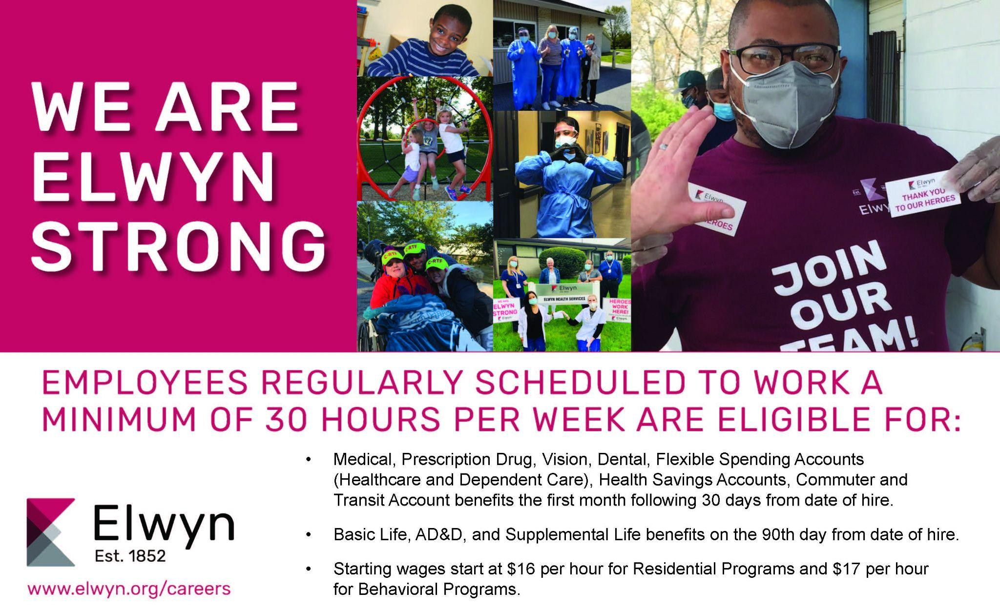 WE ARE
ELWYN
STRONG
C-RTF
C-RTF
C-RTF
Elwyn
ELWYN HEALTH SERVICES
WE ARE
ELWYN
STRONG
Elwyn
HEROES
WORK
HERE!
Elwyn
Elwyn
HEROES
Est.
Elwy
Elwyn
THANK YOU
TO OUR HEROES
JOIN
OUR
TEAM!
EMPLOYEES REGULARLY SCHEDULED TO WORK A
MINIMUM OF 30 HOURS PER WEEK ARE ELIGIBLE FOR:
• Medical, Prescription Drug, Vision, Dental, Flexible Spending Accounts
(Healthcare and Dependent Care), Health Savings Accounts, Commuter and
Transit Account benefits the first month following 30 days from date of hire.
• Basic Life, AD&D, and Supplemental Life benefits on the 90th day from date of hire.
• Starting wages start at $16 per hour for Residential Programs and $17 per hour
for Behavioral Programs.
Elwyn
Est. 1852
www.elwyn.org/careers